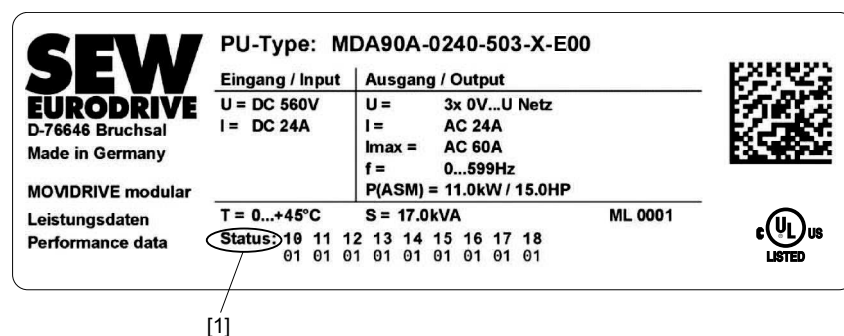 SEW
EURODRIVE
D-76646 Bruchsal
Made in Germany
MOVIDRIVE modular
Leistungsdaten
Performance data
PU-Type: MDA90A-0240-503-X-E00
Eingang / Input
U = DC 560V
I = DC 24A
Ausgang / Output
U = 3x 0V...U Netz
I = AC 24A
Imax = AC 60A
f = 0...599Hz
P(ASM) = 11.0kW / 15.0HP
T = 0...+45°C S = 17.0kVA ML 0001
Status: 10 11 12 13 14 15 16 17 18
01 01 01 01 01 01 01 01 01
c UL US
LISTED
[1]